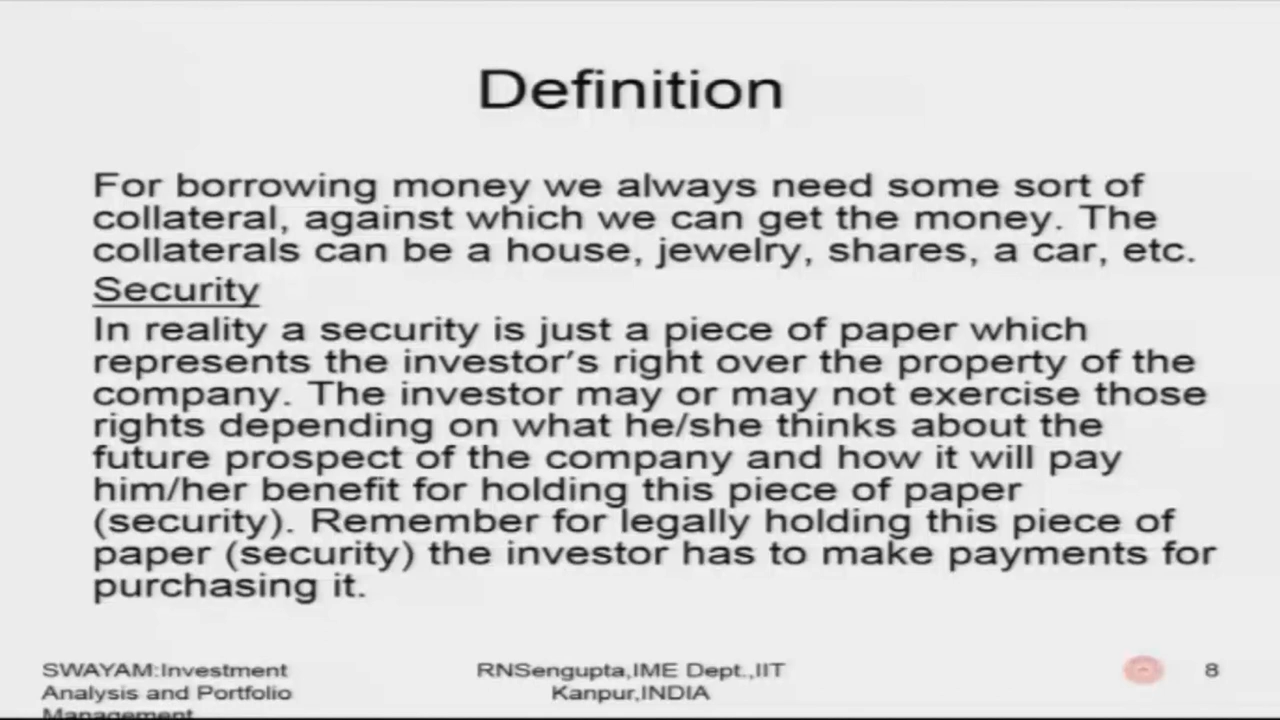 Definition
For borrowing money we always need some sort of
collateral, against which we can get the money. The
collaterals can be a house, jewelry, shares, a car, etc.
Security
In reality a security is just a piece of paper which
represents the investor's right over the property of the
company. The investor may or may not exercise those
rights depending on what he/she thinks about the
future prospect of the company and how it will pay
him/her benefit for holding this piece of paper
(security). Remember for legally holding this piece of
paper (security) the investor has to make payments for
purchasing it.
SWAYAM:Investment
Analysis and Portfolio
Management
RNSengupta,IME Dept.,IIT
Kanpur,INDIA
8